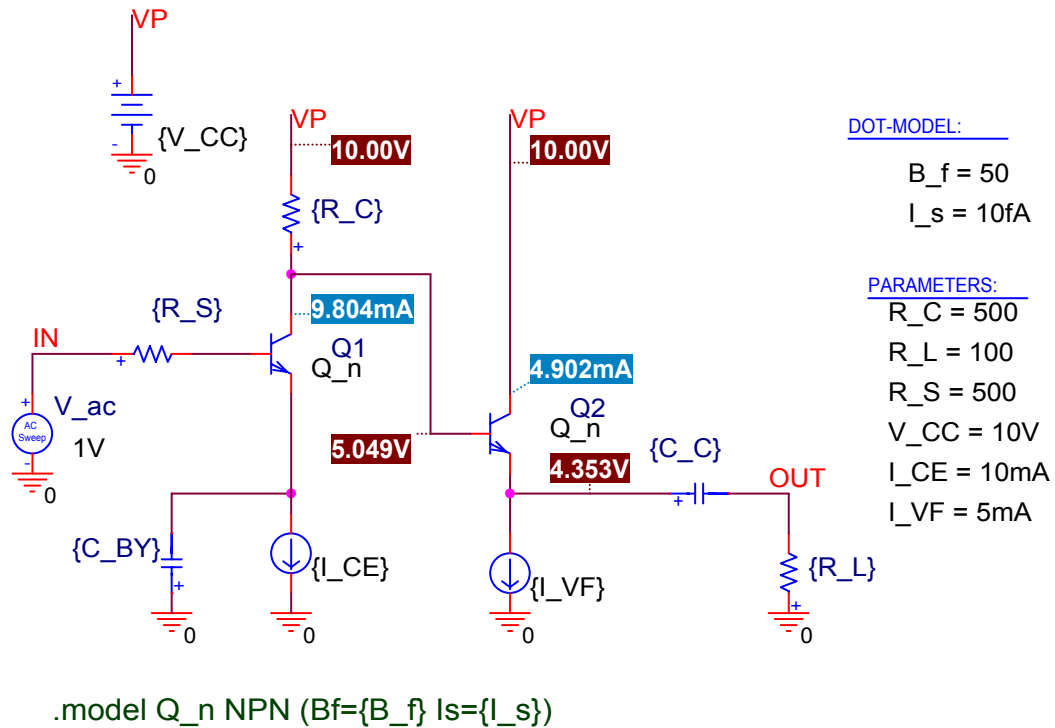 VP
+
-
{V_CC}
0
VP
10.00V
VP
10.00V
DOT-MODEL:
B_f = 50
I_s = 10fA
{R_C}
+
PARAMETERS:
R_C = 500
R_L = 100
R_S = 500
V_CC = 10V
I_CE = 10mA
I_VF = 5mA
{R_S}
9.804mA
IN
+
Q1
Q_n
4.902mA
Q2
Q_n
+
AC
Sweep
-
V_ac
1V
0
5.049V
4.353V
{C_C}
+
OUT
{C_BY}
+
0
{I_CE}
0
{I_VF}
0
{R_L}
+
0
.model Q_n NPN (Bf={B_f} Is={I_s})